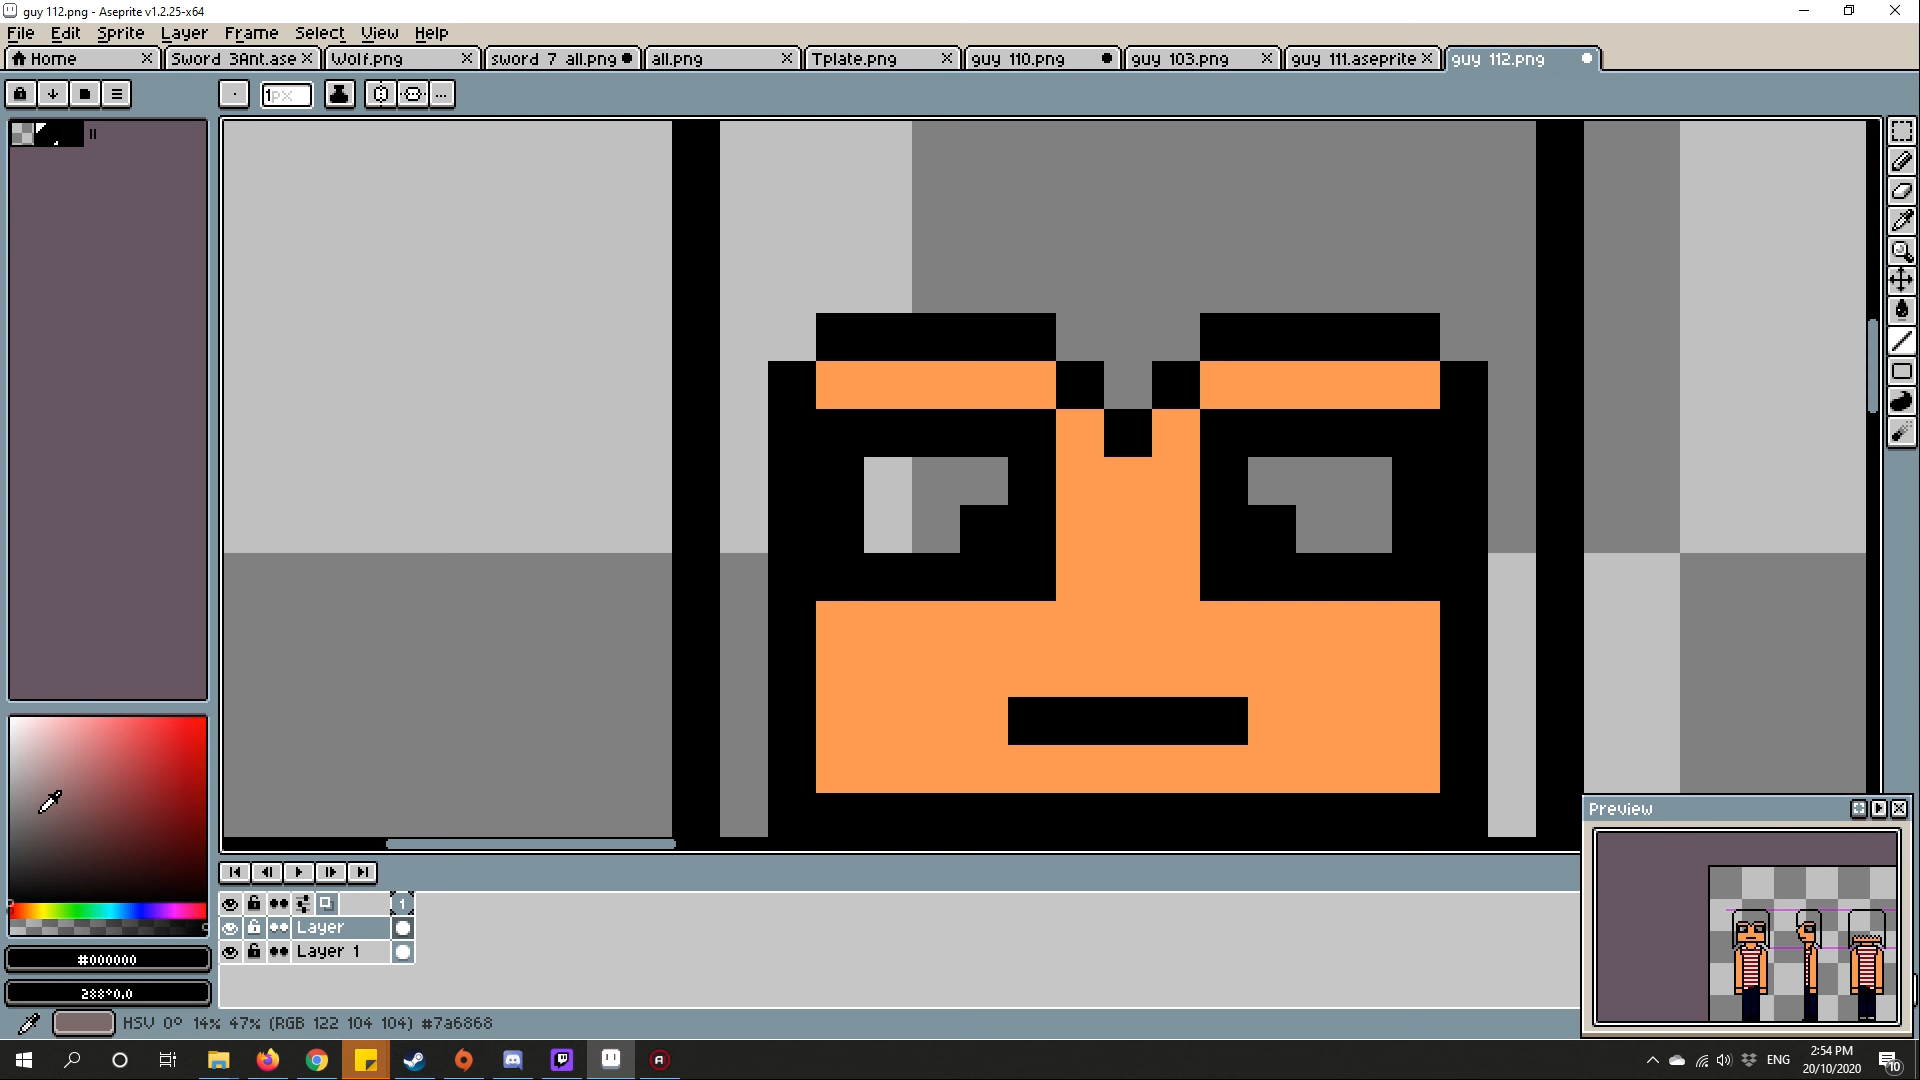 guy 112.png - Aseprite v1.2.25-x64
File Edit Sprite Layer Frame Select View Help
Home Sword 3Ant.ase Wolf.png sword 7 all.png all.png Tplate.png guy 110.png guy 103.png guy 111.aseprite guy 112.png
1px
Preview
1
Layer
Layer 1
#000000
HSV 0° 14% 47% (RGB 122 104 104) #7a6868
ENG
2:54 PM
20/10/2020
10